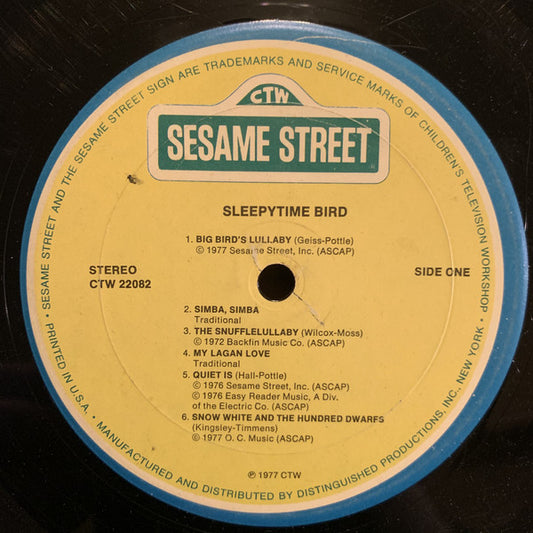 • SESAME STREET AND THE SESAME STREET SIGN ARE TRADEMARKS AND SERVICE MARKS OF CHILDREN'S TELEVISION WORKSHOP •
CTW
SESAME STREET
SLEEPYTIME BIRD
1. BIG BIRD'S LULLABY (Geiss-Pottle)
© 1977 Sesame Street, Inc. (ASCAP)
STEREO
CTW 22082
SIDE ONE
2. SIMBA, SIMBA
Traditional
3. THE SNUFFLELULLABY (Wilcox-Moss)
© 1972 Backfin Music Co. (ASCAP)
4. MY LAGAN LOVE
Traditional
5. QUIET IS (Hall-Pottle)
© 1976 Sesame Street, Inc. (ASCAP)
© 1976 Easy Reader Music, A Div.
of the Electric Co. (ASCAP)
6. SNOW WHITE AND THE HUNDRED DWARFS
(Kingsley-Timmens)
© 1977 O. C. Music (ASCAP)
℗ 1977 CTW
PRINTED IN U.S.A. • MANUFACTURED AND DISTRIBUTED BY DISTINGUISHED PRODUCTIONS, INC., NEW YORK •